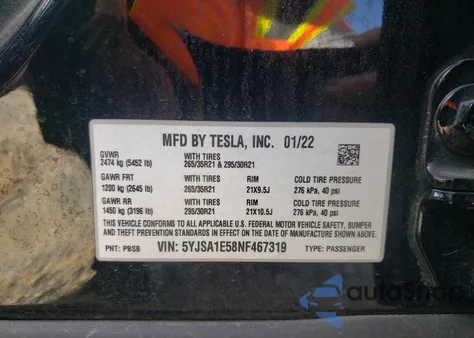 MFD BY TESLA, INC. 01/22
GVWR WITH TIRES
2474 kg (5452 lb) 265/35R21 & 295/30R21
GAWR FRT WITH TIRES RIM COLD TIRE PRESSURE
1200 kg (2645 lb) 265/35R21 21X9.5J 276 kPa, 40 psi
GAWR RR WITH TIRES RIM COLD TIRE PRESSURE
1450 kg (3196 lb) 295/30R21 21X10.5J 276 kPa, 40 psi
THIS VEHICLE CONFORMS TO ALL APPLICABLE U.S. FEDERAL MOTOR VEHICLE SAFETY, BUMPER
AND THEFT PREVENTION STANDARDS IN EFFECT ON THE DATE OF MANUFACTURE SHOWN ABOVE.
PNT: PBSB VIN: 5YJSA1E58NF467319 TYPE: PASSENGER
autoSnap